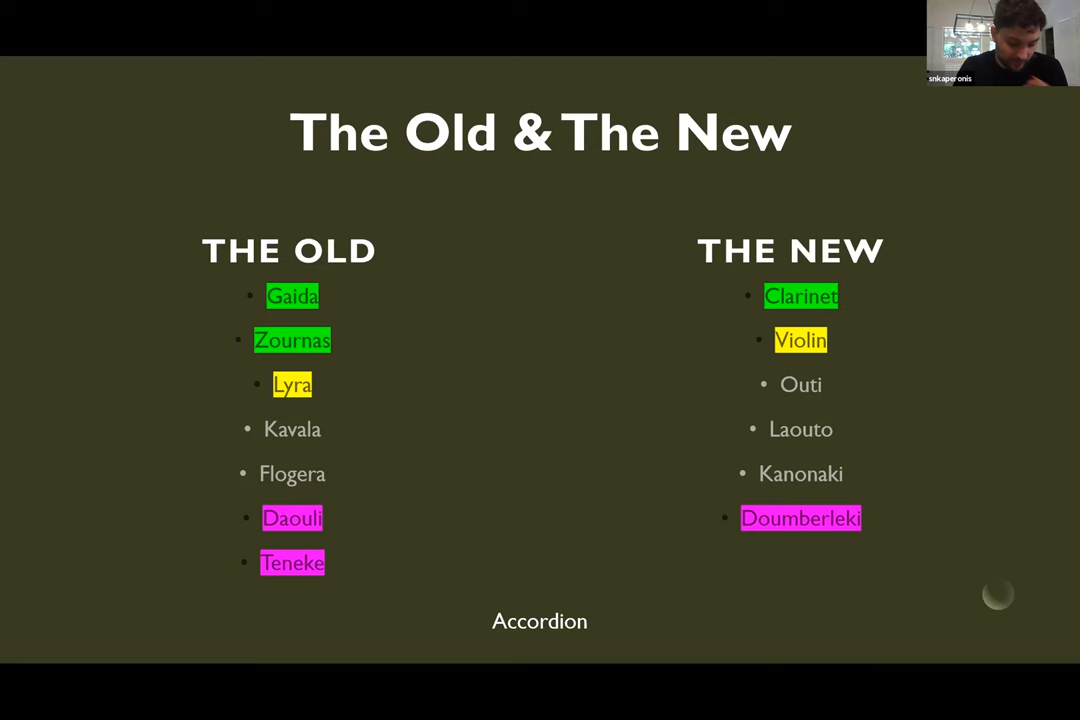 snkaperonis
The Old & The New
THE OLD
• Gaida
• Zournas
• Lyra
• Kavala
• Flogera
• Daouli
• Teneke
THE NEW
• Clarinet
• Violin
• Outi
• Laouto
• Kanonaki
• Doumberleki
Accordion